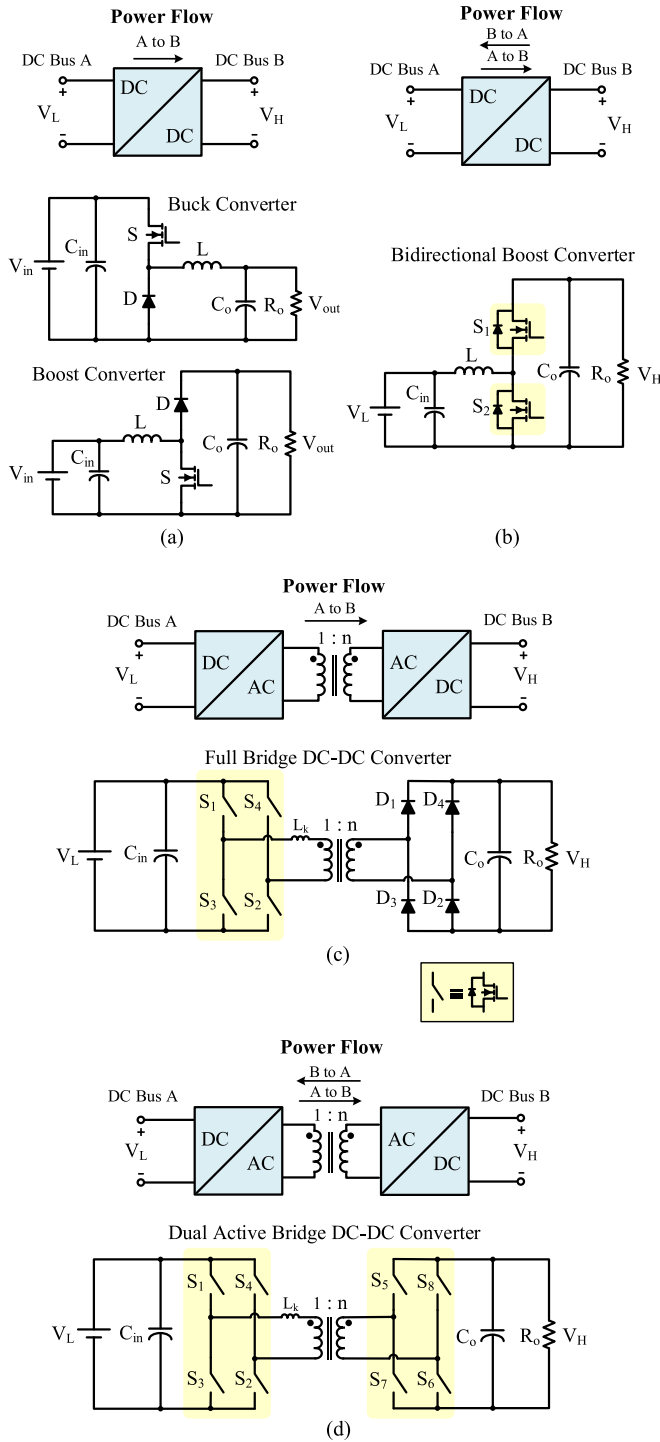 Power Flow
A to B
DC Bus A
DC Bus B
DC
DC
+
+
V_L
V_H
-
-
Buck Converter
V_in
C_in
S
L
D
C_o
R_o
V_out
Boost Converter
D
L
V_in
C_in
S
C_o
R_o
V_out
(a)
Power Flow
B to A
A to B
DC Bus A
DC Bus B
DC
DC
+
+
V_L
V_H
-
-
Bidirectional Boost Converter
S_1
L
C_o
R_o
V_H
V_L
C_in
S_2
(b)
Power Flow
A to B
DC Bus A
1 : n
DC Bus B
DC
AC
AC
DC
+
+
V_L
V_H
-
-
Full Bridge DC-DC Converter
S_1
S_4
L_k
1 : n
D_1
D_4
V_L
C_in
C_o
R_o
V_H
S_3
S_2
D_3
D_2
(c)
Power Flow
B to A
A to B
DC Bus A
1 : n
DC Bus B
DC
AC
AC
DC
+
+
V_L
V_H
-
-
Dual Active Bridge DC-DC Converter
S_1
S_4
L_k
1 : n
S_5
S_8
V_L
C_in
C_o
R_o
V_H
S_3
S_2
S_7
S_6
(d)